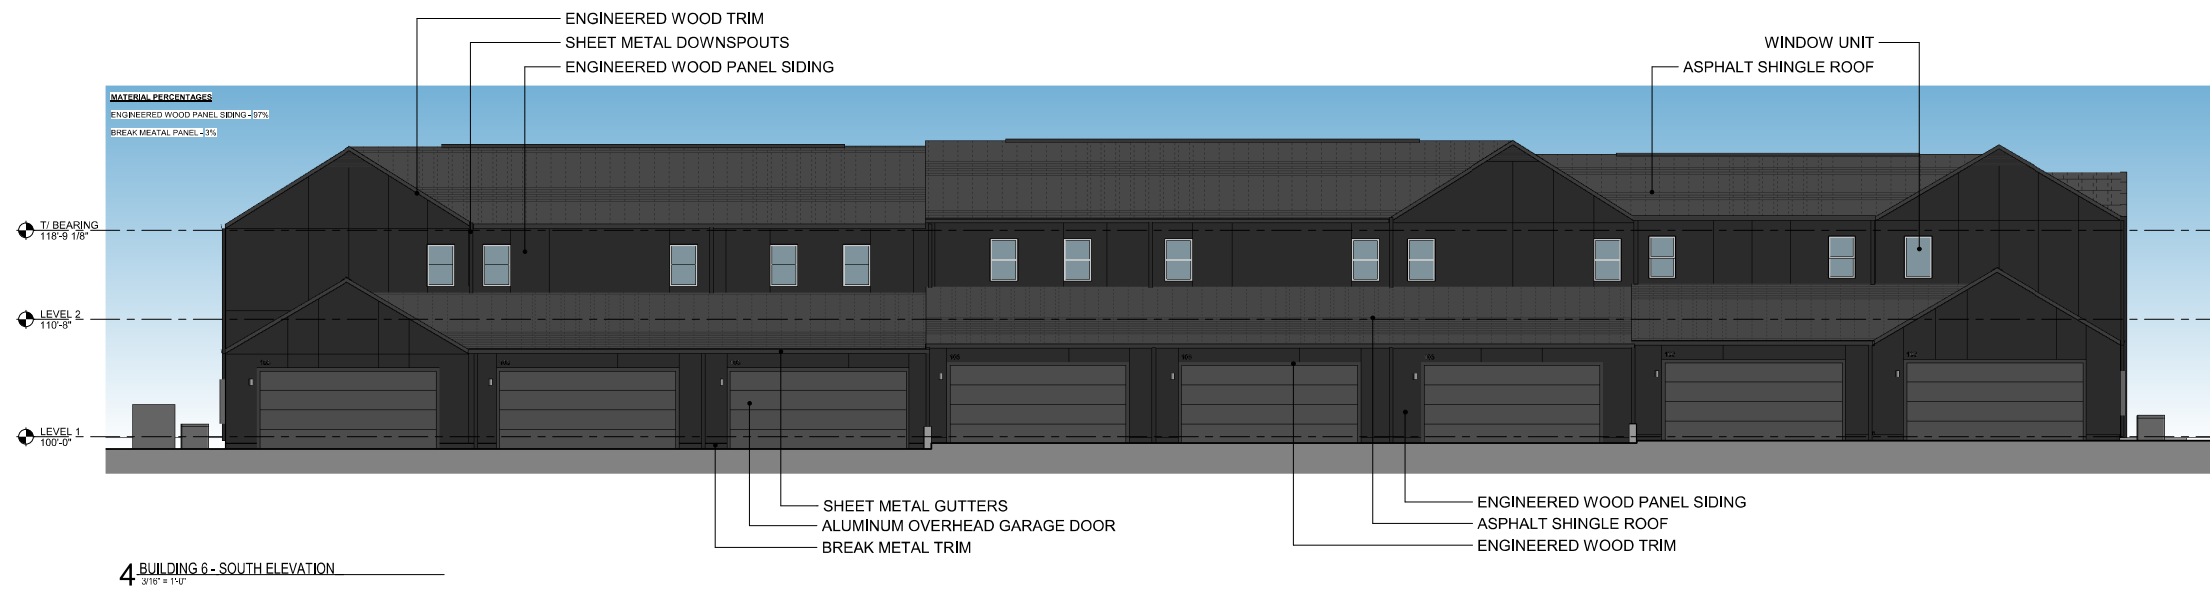 ENGINEERED WOOD TRIM
SHEET METAL DOWNSPOUTS
ENGINEERED WOOD PANEL SIDING
WINDOW UNIT
ASPHALT SHINGLE ROOF
MATERIAL PERCENTAGES
ENGINEERED WOOD PANEL SIDING - 97%
BREAK MEATAL PANEL - 3%
T/ BEARING
118'-9 1/8"
LEVEL 2
110'-8"
LEVEL 1
100'-0"
SHEET METAL GUTTERS
ALUMINUM OVERHEAD GARAGE DOOR
BREAK METAL TRIM
ENGINEERED WOOD PANEL SIDING
ASPHALT SHINGLE ROOF
ENGINEERED WOOD TRIM
4 BUILDING 6 - SOUTH ELEVATION
3/16" = 1'-0"